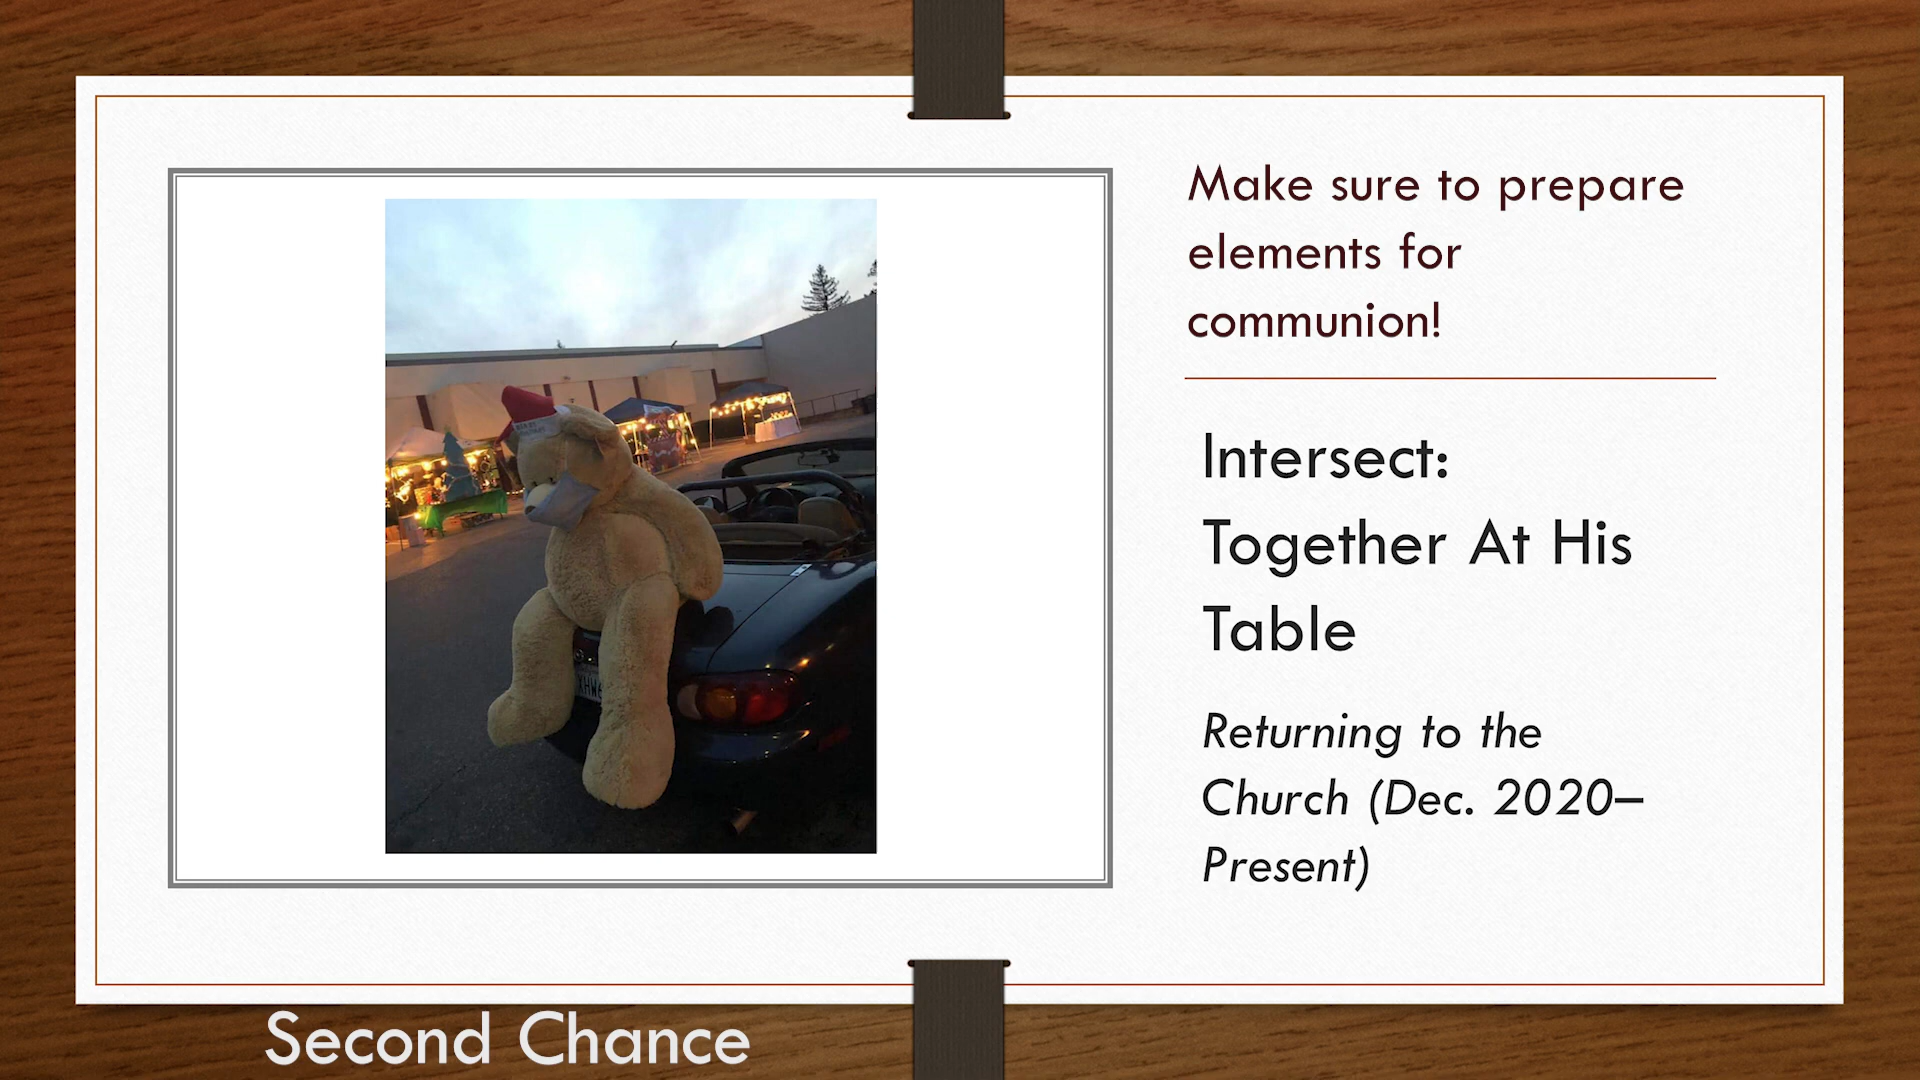 Make sure to prepare
elements for
communion!
Intersect:
Together At His
Table
Returning to the
Church (Dec. 2020–
Present)
Second Chance